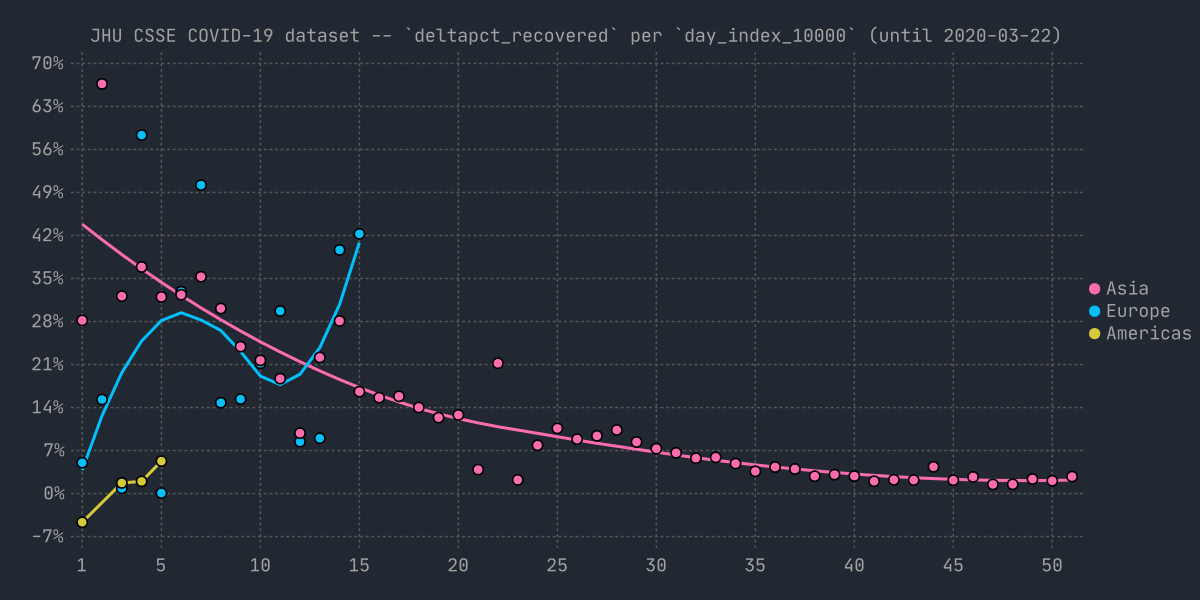 JHU CSSE COVID-19 dataset -- `deltapct_recovered` per `day_index_10000` (until 2020-03-22)
70%
63%
56%
49%
42%
35%
28%
21%
14%
7%
0%
-7%
1 5 10 15 20 25 30 35 40 45 50
Asia
Europe
Americas